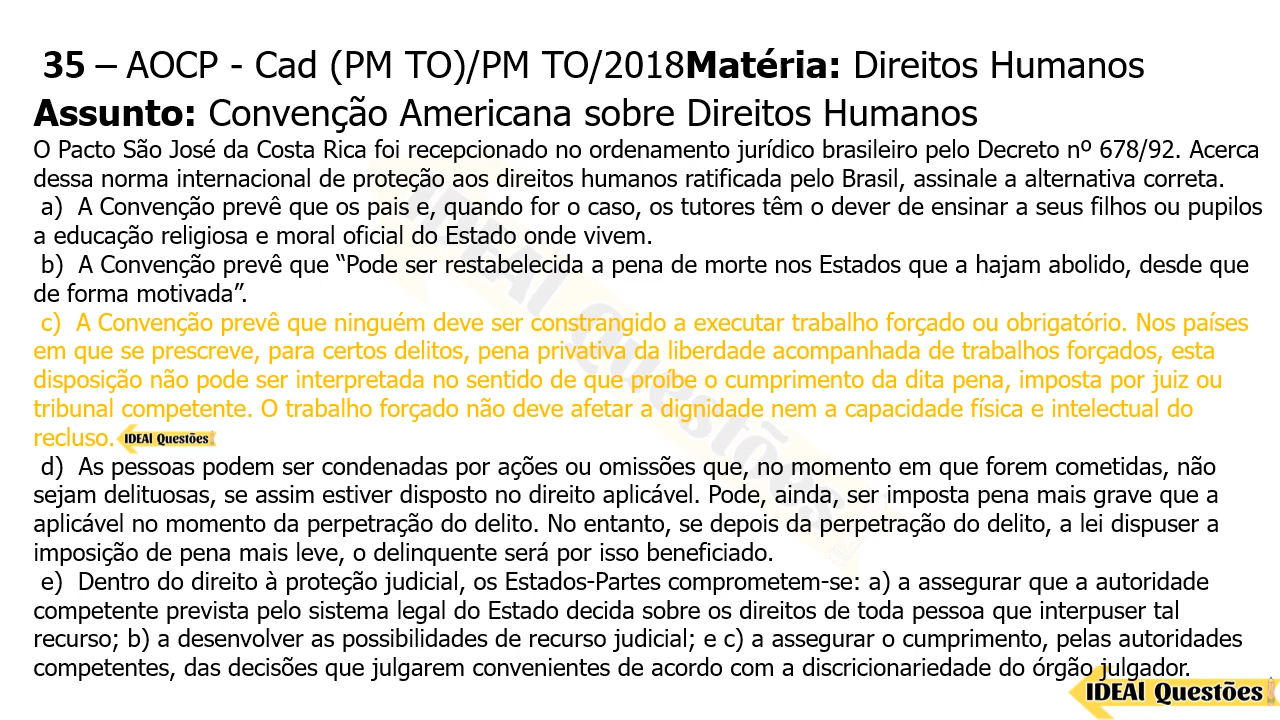 35 – AOCP - Cad (PM TO)/PM TO/2018Matéria: Direitos Humanos
Assunto: Convenção Americana sobre Direitos Humanos
O Pacto São José da Costa Rica foi recepcionado no ordenamento jurídico brasileiro pelo Decreto nº 678/92. Acerca
dessa norma internacional de proteção aos direitos humanos ratificada pelo Brasil, assinale a alternativa correta.
a) A Convenção prevê que os pais e, quando for o caso, os tutores têm o dever de ensinar a seus filhos ou pupilos
a educação religiosa e moral oficial do Estado onde vivem.
b) A Convenção prevê que “Pode ser restabelecida a pena de morte nos Estados que a hajam abolido, desde que
de forma motivada”.
c) A Convenção prevê que ninguém deve ser constrangido a executar trabalho forçado ou obrigatório. Nos países
em que se prescreve, para certos delitos, pena privativa da liberdade acompanhada de trabalhos forçados, esta
disposição não pode ser interpretada no sentido de que proíbe o cumprimento da dita pena, imposta por juiz ou
tribunal competente. O trabalho forçado não deve afetar a dignidade nem a capacidade física e intelectual do
recluso. IDEAl Questões
d) As pessoas podem ser condenadas por ações ou omissões que, no momento em que forem cometidas, não
sejam delituosas, se assim estiver disposto no direito aplicável. Pode, ainda, ser imposta pena mais grave que a
aplicável no momento da perpetração do delito. No entanto, se depois da perpetração do delito, a lei dispuser a
imposição de pena mais leve, o delinquente será por isso beneficiado.
e) Dentro do direito à proteção judicial, os Estados-Partes comprometem-se: a) a assegurar que a autoridade
competente prevista pelo sistema legal do Estado decida sobre os direitos de toda pessoa que interpuser tal
recurso; b) a desenvolver as possibilidades de recurso judicial; e c) a assegurar o cumprimento, pelas autoridades
competentes, das decisões que julgarem convenientes de acordo com a discricionariedade do órgão julgador.
IDEAl Questões
IDEAl Questões